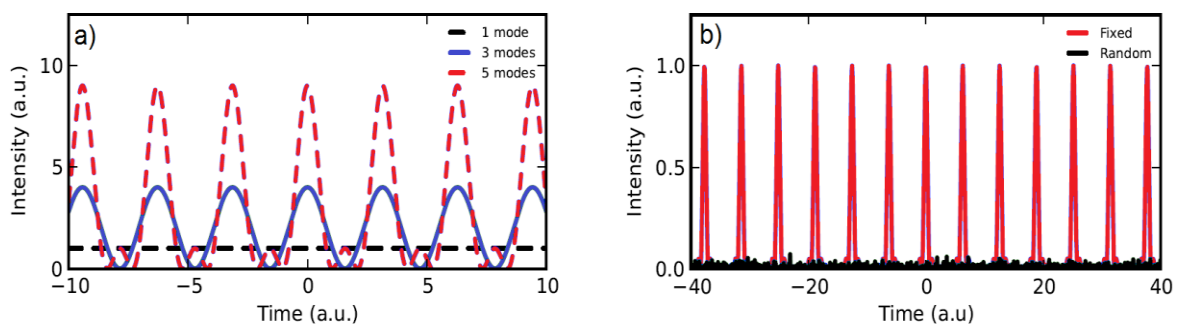 a)
1 mode
3 modes
5 modes
10
5
0
−10
−5
0
5
10
Intensity (a.u.)
Time (a.u.)
b)
Fixed
Random
1.0
0.5
0.0
−40
−20
0
20
40
Intensity (a.u.)
Time (a.u)